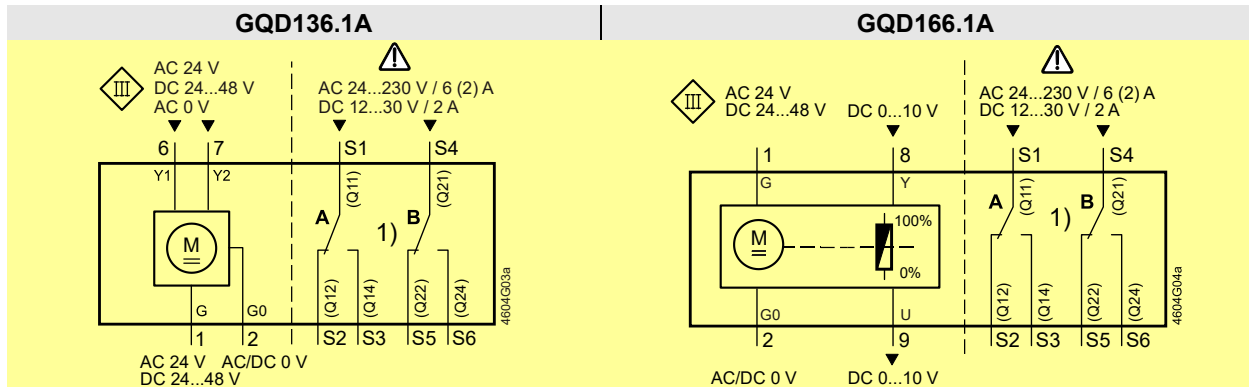 GQD136.1A
GQD166.1A
III
AC 24 V
DC 24...48 V
AC 0 V
AC 24...230 V / 6 (2) A
DC 12...30 V / 2 A
6 7 S1 S4
Y1 Y2 (Q11) (Q21)
A B 1)
M
(Q12) (Q14) (Q22) (Q24)
G G0
1 2 S2 S3 S5 S6
AC 24 V AC/DC 0 V
DC 24...48 V
4604G03a
III
AC 24 V
DC 24...48 V
DC 0...10 V
AC 24...230 V / 6 (2) A
DC 12...30 V / 2 A
1 8 S1 S4
G Y (Q11) (Q21)
A B 1)
100%
M
0%
(Q12) (Q14) (Q22) (Q24)
G0 U
2 9 S2 S3 S5 S6
AC/DC 0 V DC 0...10 V
4604G04a